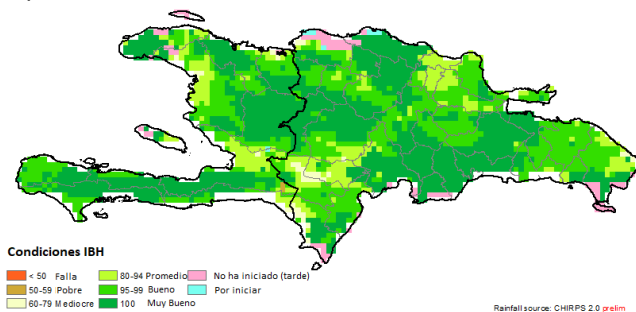 Condiciones IBH
< 50 Falla
80-94 Promedio
No ha iniciado (tarde)
50-59 Pobre
95-99 Bueno
Por iniciar
60-79 Mediocre
100 Muy Bueno
Rainfall source: CHIRPS 2.0 prelim